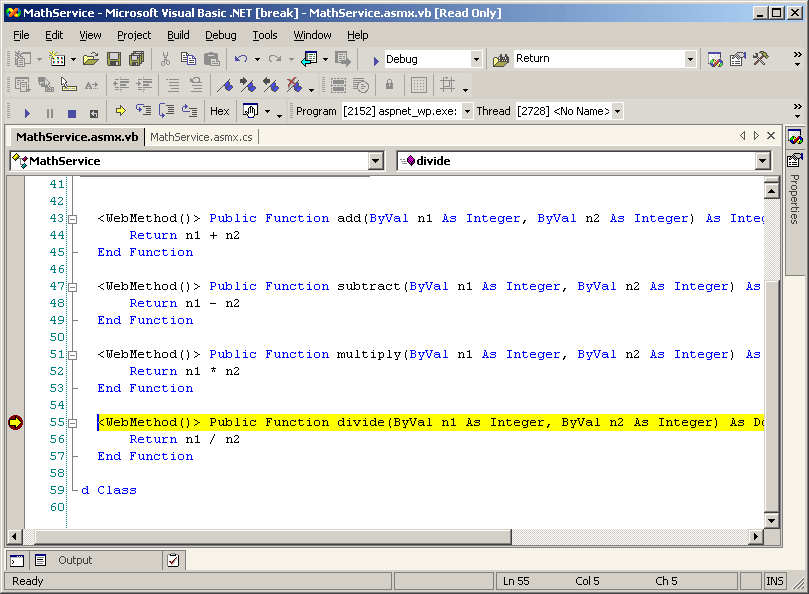 MathService - Microsoft Visual Basic .NET [break] - MathService.asmx.vb [Read Only]
File Edit View Project Build Debug Tools Window Help
Debug Return
Hex Program [2152] aspnet_wp.exe: Thread [2728] <No Name>
MathService.asmx.vb MathService.asmx.cs
MathService divide
Properties
41
42
43 <WebMethod()> Public Function add(ByVal n1 As Integer, ByVal n2 As Integer) As Integ
44 Return n1 + n2
45 End Function
46
47 <WebMethod()> Public Function subtract(ByVal n1 As Integer, ByVal n2 As Integer) As
48 Return n1 - n2
49 End Function
50
51 <WebMethod()> Public Function multiply(ByVal n1 As Integer, ByVal n2 As Integer) As
52 Return n1 * n2
53 End Function
54
55 <WebMethod()> Public Function divide(ByVal n1 As Integer, ByVal n2 As Integer) As Do
56 Return n1 / n2
57 End Function
58
59 d Class
60
Output
Ready Ln 55 Col 5 Ch 5 INS